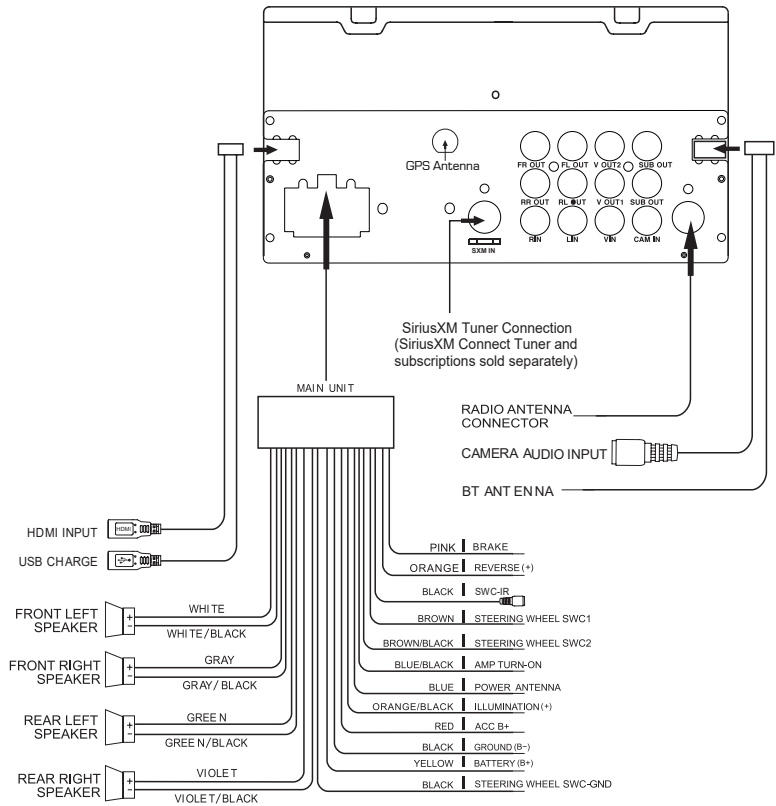 GPS Antenna
FR OUT FL OUT V OUT2 SUB OUT
RR OUT RL OUT V OUT1 SUB OUT
RIN LIN VIN CAM IN
SXM IN
SiriusXM Tuner Connection
(SiriusXM Connect Tuner and
subscriptions sold separately)
MAIN UNIT
RADIO ANTENNA
CONNECTOR
CAMERA AUDIO INPUT
BT ANTENNA
HDMI INPUT
HDMI
USB CHARGE
FRONT LEFT
SPEAKER
+
−
WHITE
WHITE/BLACK
FRONT RIGHT
SPEAKER
+
−
GRAY
GRAY/BLACK
REAR LEFT
SPEAKER
+
−
GREEN
GREEN/BLACK
REAR RIGHT
SPEAKER
+
−
VIOLET
VIOLET/BLACK
PINK BRAKE
ORANGE REVERSE (+)
BLACK SWC-IR
BROWN STEERING WHEEL SWC1
BROWN/BLACK STEERING WHEEL SWC2
BLUE/BLACK AMP TURN-ON
BLUE POWER ANTENNA
ORANGE/BLACK ILLUMINATION (+)
RED ACC B+
BLACK GROUND (B−)
YELLOW BATTERY (B+)
BLACK STEERING WHEEL SWC-GND